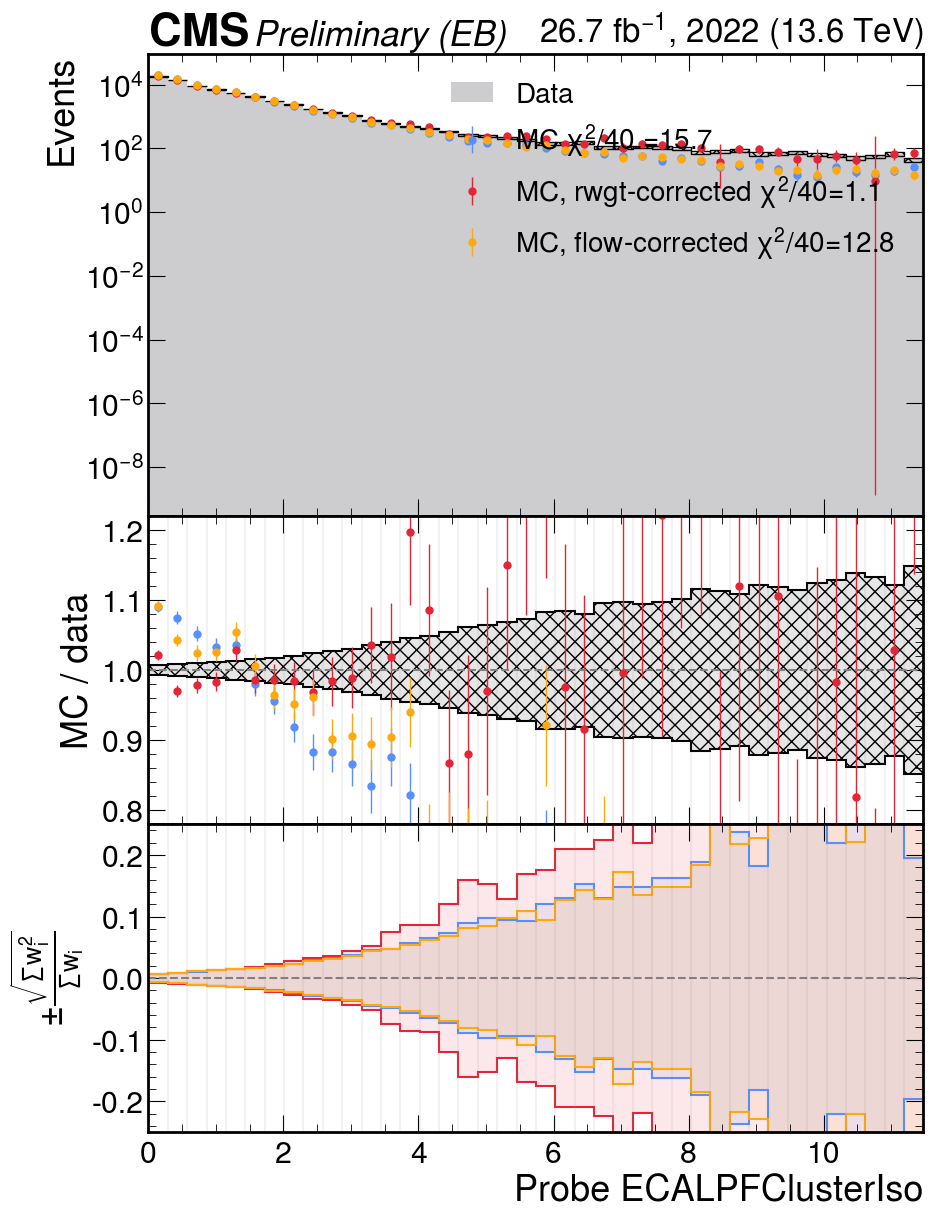 CMS Preliminary (EB) 26.7 fb⁻¹, 2022 (13.6 TeV)
Events
10⁴
10²
10⁰
10⁻²
10⁻⁴
10⁻⁶
10⁻⁸
Data
MC χ²/40 =15.7
MC, rwgt-corrected χ²/40=1.1
MC, flow-corrected χ²/40=12.8
MC / data
1.2
1.1
1.0
0.9
0.8
±√Σwᵢ²/Σwᵢ
0.2
0.1
0.0
-0.1
-0.2
0 2 4 6 8 10
Probe ECALPFClusterIso